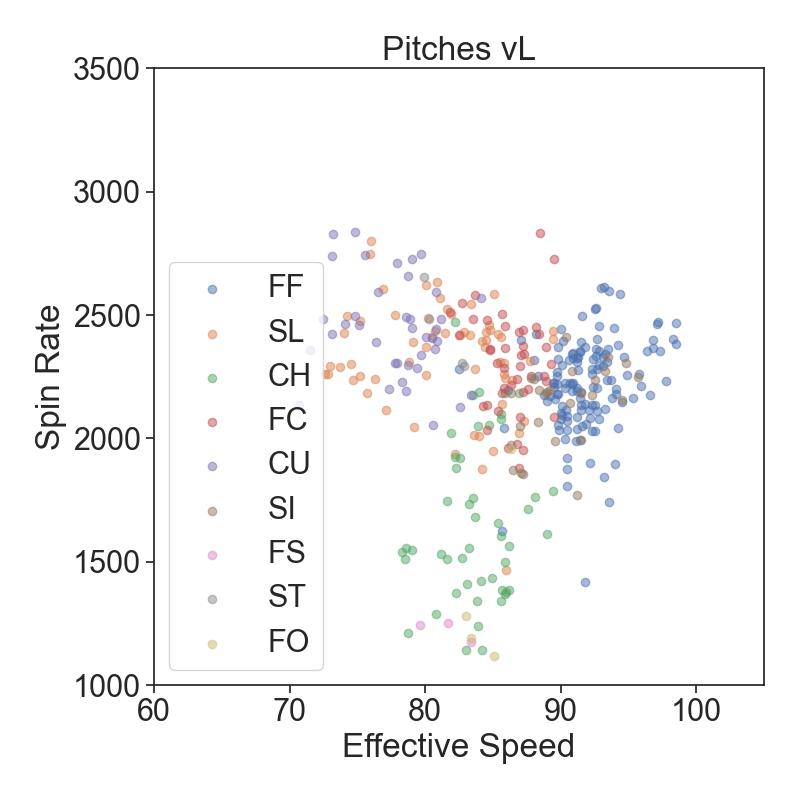 Pitches vL
3500
3000
2500
2000
1500
1000
Spin Rate
FF
SL
CH
FC
CU
SI
FS
ST
FO
60
70
80
90
100
Effective Speed